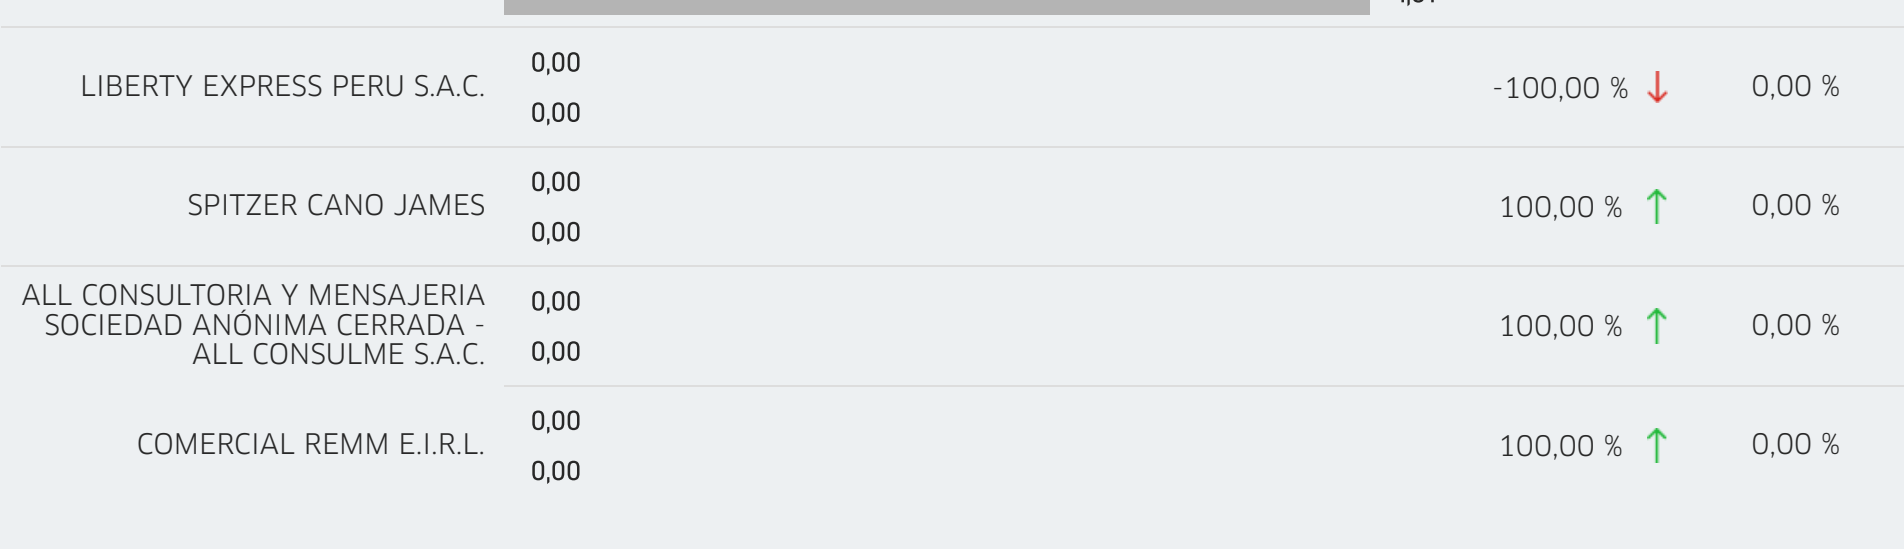 0,00
LIBERTY EXPRESS PERU S.A.C.
-100,00 %
0,00 %
0,00
0,00
SPITZER CANO JAMES
100,00 %
0,00 %
0,00
ALL CONSULTORIA Y MENSAJERIA
0,00
SOCIEDAD ANÓNIMA CERRADA -
100,00 %
0,00 %
ALL CONSULME S.A.C.
0,00
0,00
COMERCIAL REMM E.I.R.L.
100,00 %
0,00 %
0,00